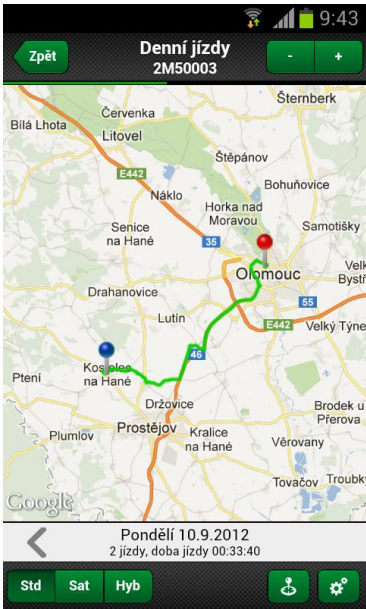 9:43
Zpět
Denní jízdy
2M50003
-
+
Šternberk
Červenka
Bílá Lhota
Litovel
Štěpánov
E442
Bohuňovice
Náklo
Horka nad
Moravou
Senice
na Hané
Samotišky
35
Velk
Bystř
Olomouc
Drahanovice
55
Lutín
E442
Velký Týne
46
Kostelec
na Hané
Ptení
Držovice
Brodek u
Přerova
Prostějov
Plumlov
Kralice
na Hané
Věrovany
Tovačov
Troubky
Google
Pondělí 10.9.2012
2 jízdy, doba jízdy 00:33:40
Std
Sat
Hyb